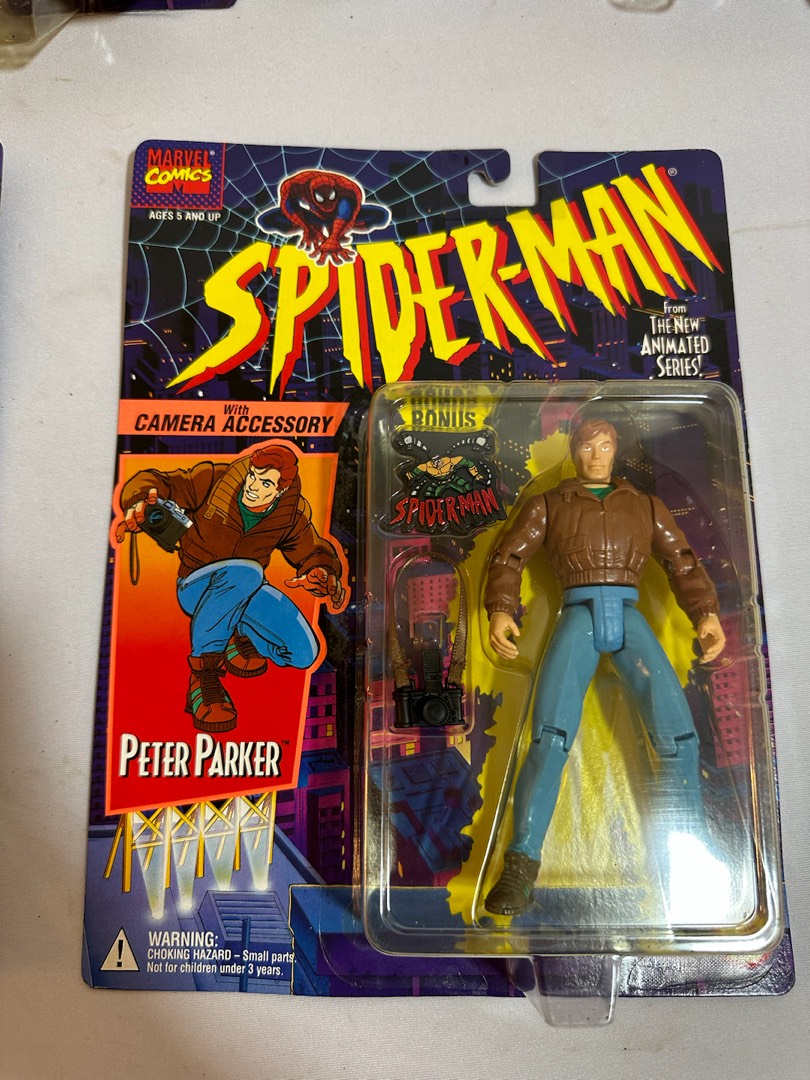 MARVEL
COMICS
M
AGES 5 AND UP
SPIDER-MAN®
From
THE NEW
ANIMATED
SERIES!
With
CAMERA ACCESSORY
BONUS
SPIDER-MAN
PETER PARKER™
WARNING:
CHOKING HAZARD – Small parts.
Not for children under 3 years.